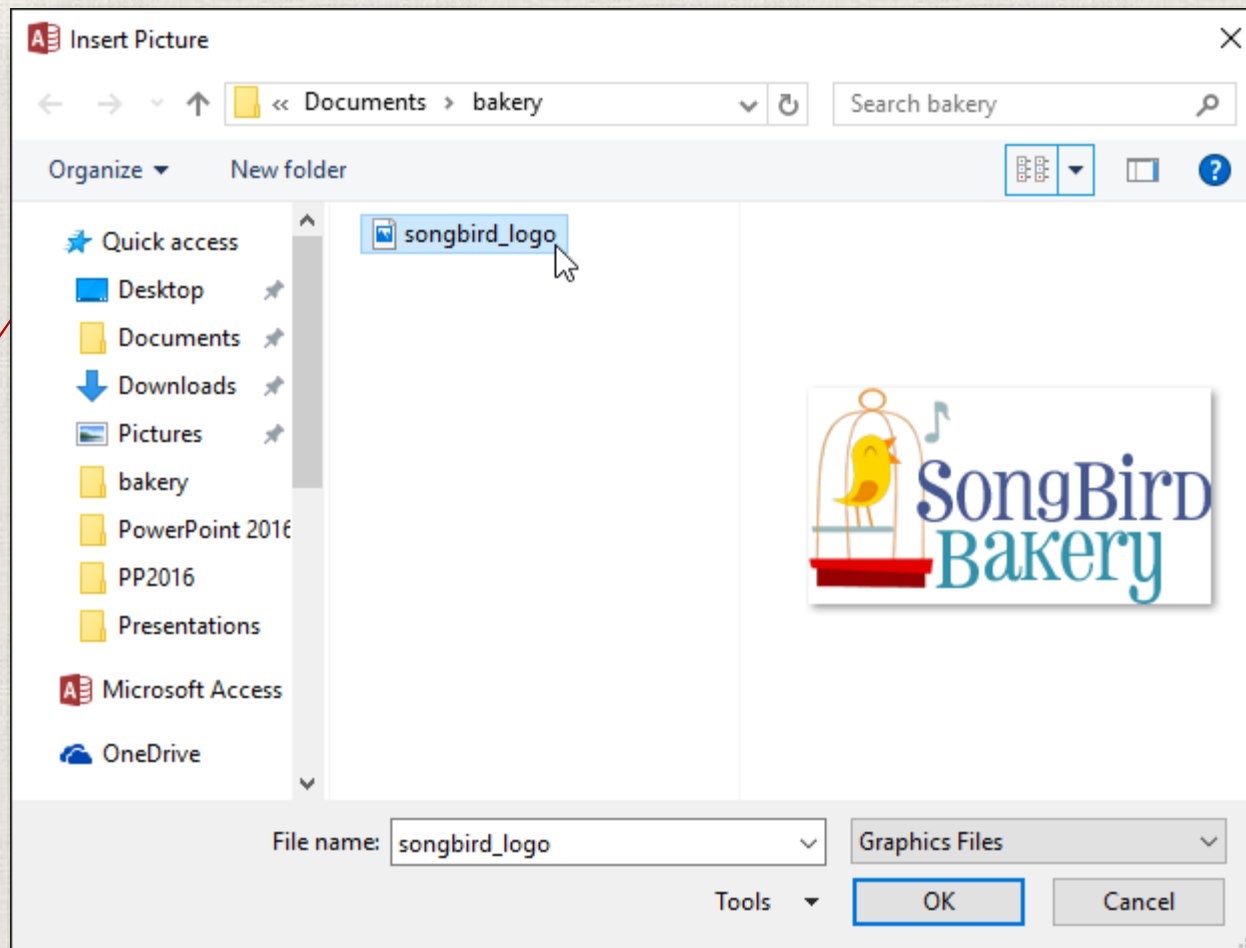 Insert Picture
« Documents > bakery
Search bakery
Organize
New folder
?
Quick access
Desktop
Documents
Downloads
Pictures
bakery
PowerPoint 2016
PP2016
Presentations
Microsoft Access
OneDrive
songbird_logo
SongBird
Bakery
File name: songbird_logo
Graphics Files
Tools
OK
Cancel